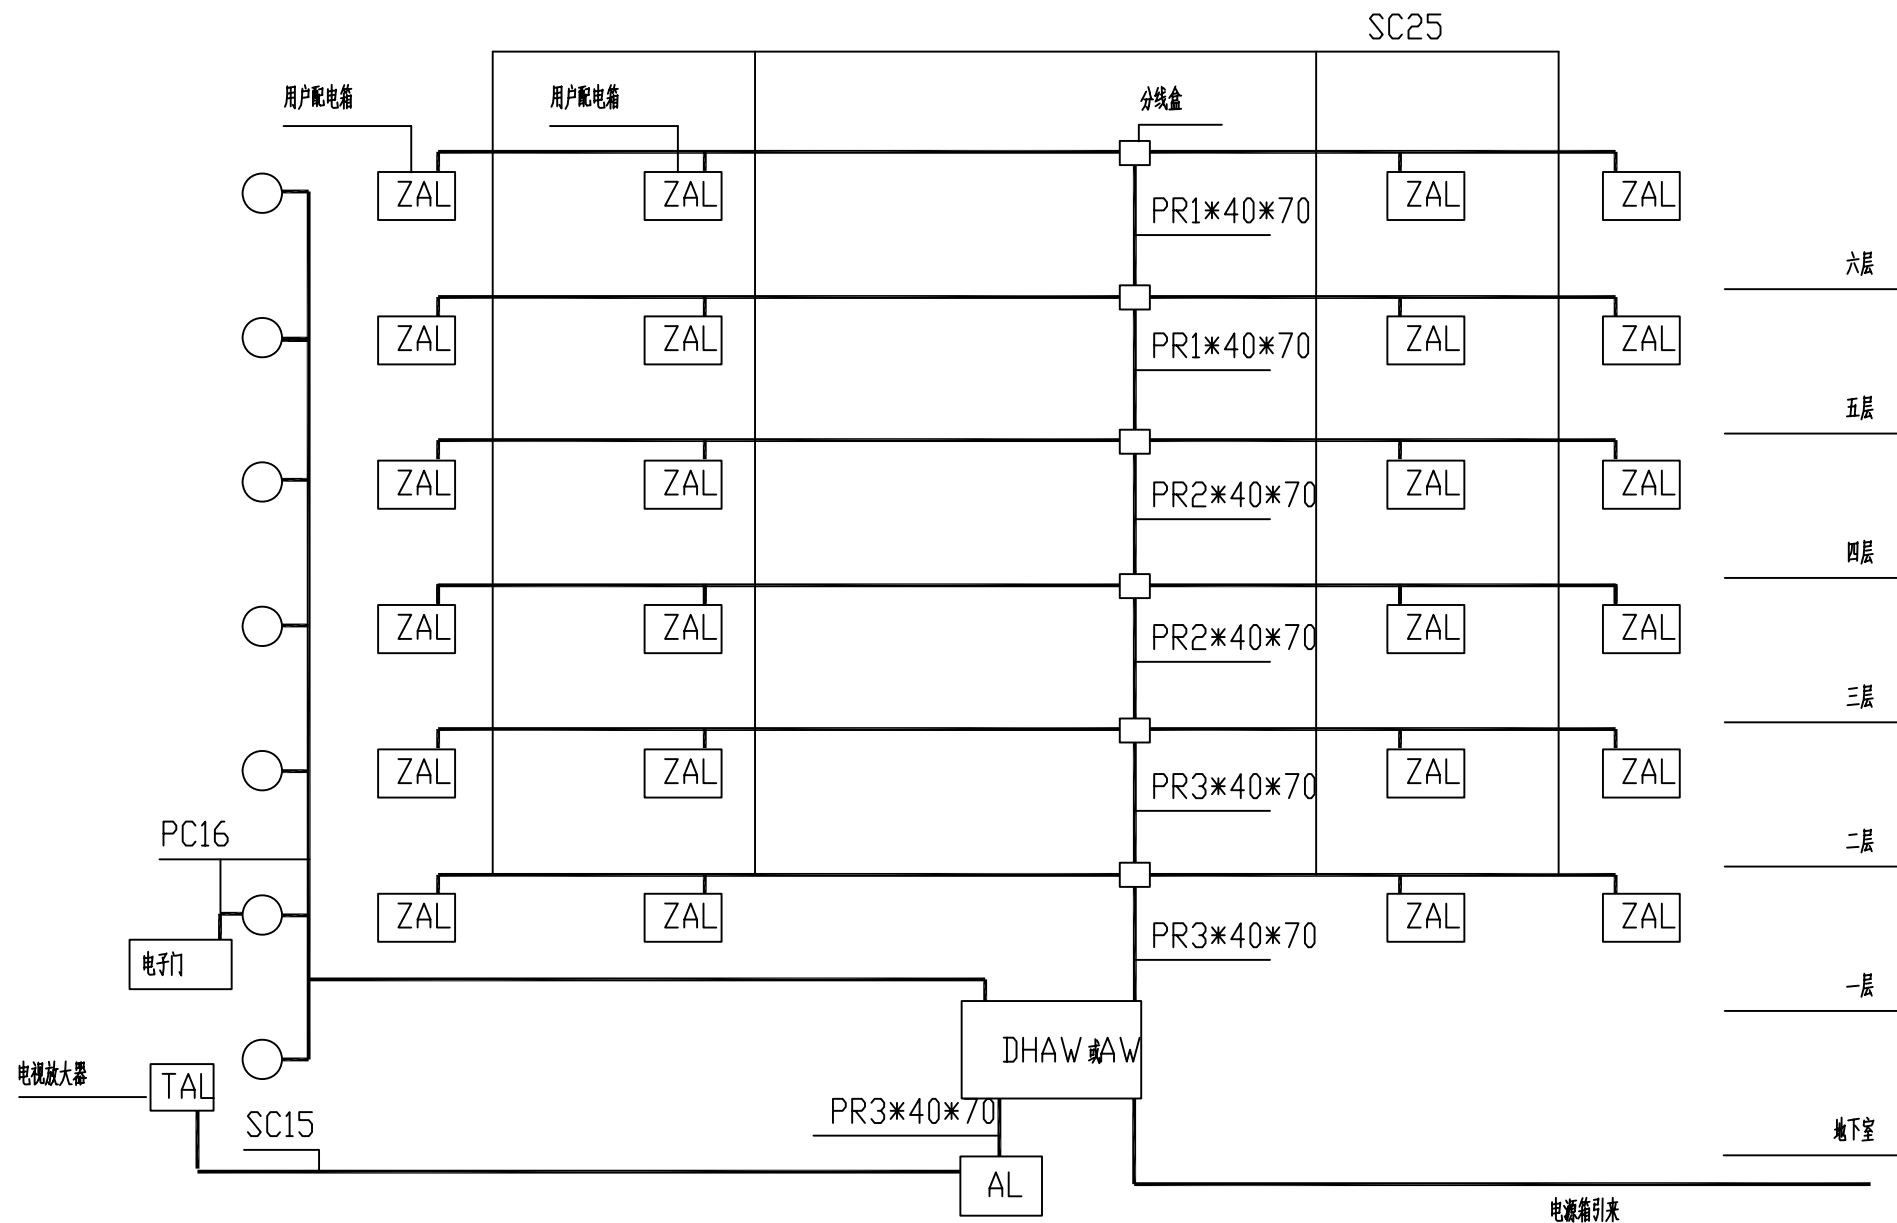 SC25
用户配电箱 用户配电箱 分线盒
ZAL ZAL ZAL ZAL
PR1*40*70
六层
ZAL ZAL ZAL ZAL
PR1*40*70
五层
ZAL ZAL ZAL ZAL
PR2*40*70
四层
ZAL ZAL ZAL ZAL
PR2*40*70
三层
ZAL ZAL ZAL ZAL
PR3*40*70
PC16
二层
ZAL ZAL ZAL ZAL
PR3*40*70
电子门
一层
DHAW或AW
电视放大器
TAL
PR3*40*70
SC15
地下室
AL
电源箱引来